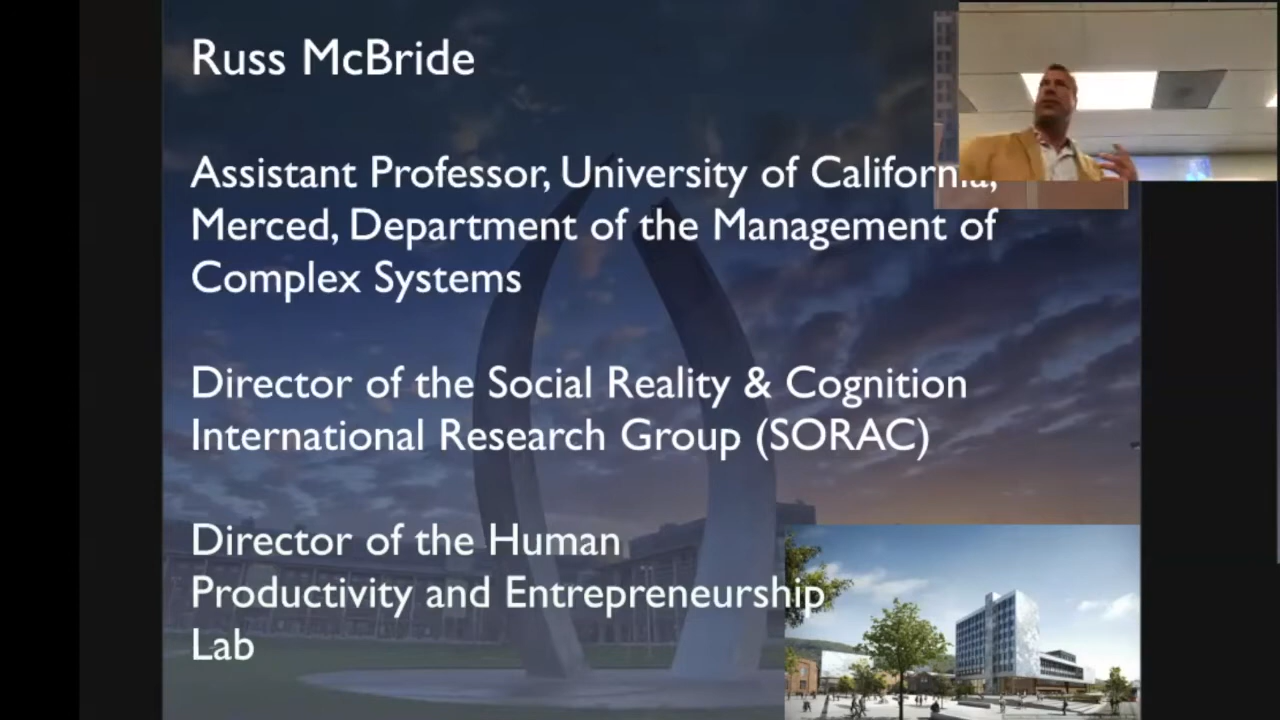 Russ McBride
Assistant Professor, University of California,
Merced, Department of the Management of
Complex Systems
Director of the Social Reality & Cognition
International Research Group (SORAC)
Director of the Human
Productivity and Entrepreneurship
Lab